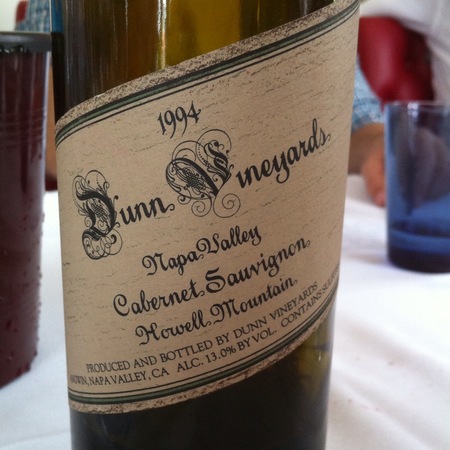 1994
Dunn Vineyards
Napa Valley
Cabernet Sauvignon
Howell Mountain
PRODUCED AND BOTTLED BY DUNN VINEYARDS
NAPA VALLEY, CA ALC. 13.0% BY VOL. CONTAINS